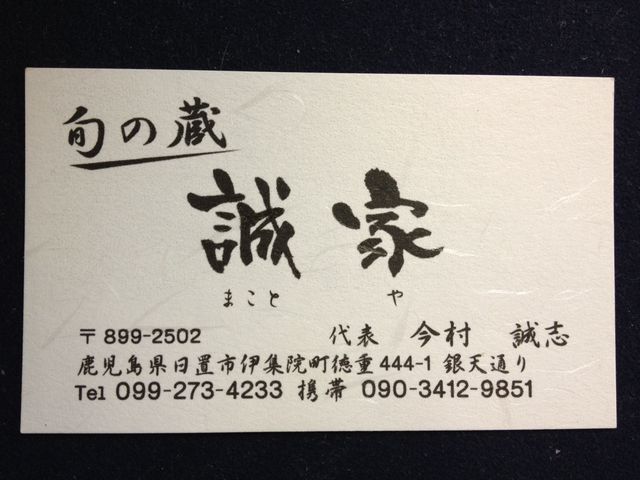 旬の蔵
誠家
まこと や
〒899-2502 代表 今村 誠志
鹿児島県日置市伊集院町徳重444-1 銀天通り
Tel 099-273-4233 携帯 090-3412-9851